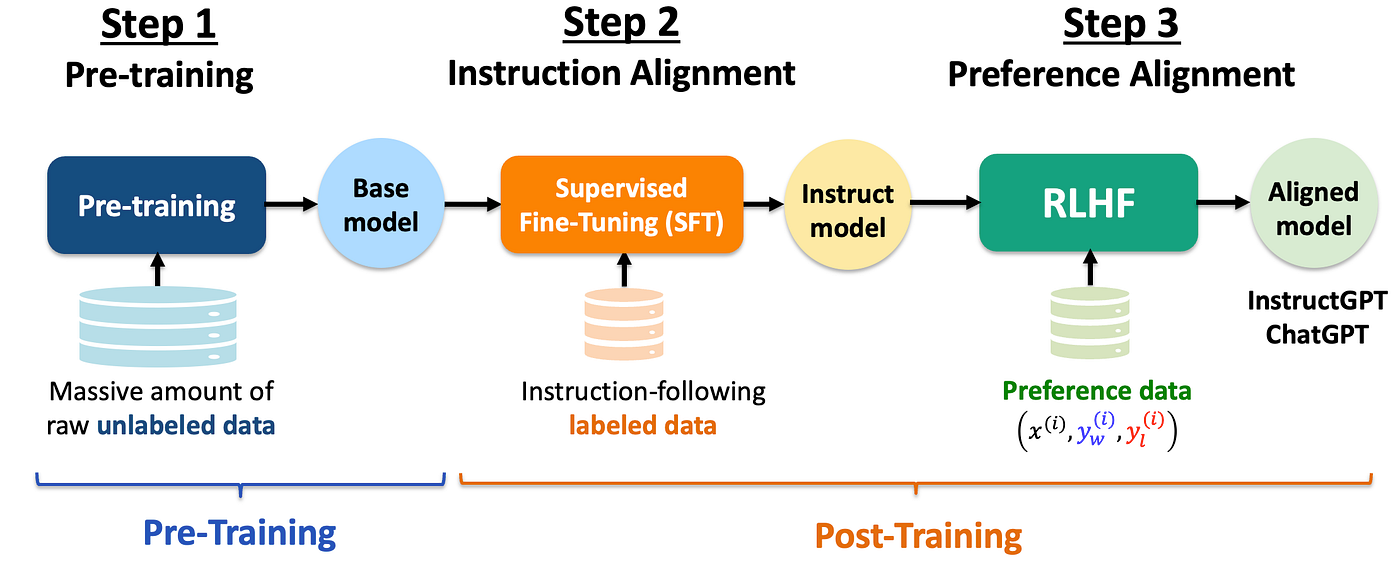 Step 1
Pre-training
Step 2
Instruction Alignment
Step 3
Preference Alignment
Pre-training
Base
model
Supervised
Fine-Tuning (SFT)
Instruct
model
RLHF
Aligned
model
InstructGPT
ChatGPT
Massive amount of
raw unlabeled data
Instruction-following
labeled data
Preference data
(x^(i), y_w^(i), y_l^(i))
Pre-Training
Post-Training